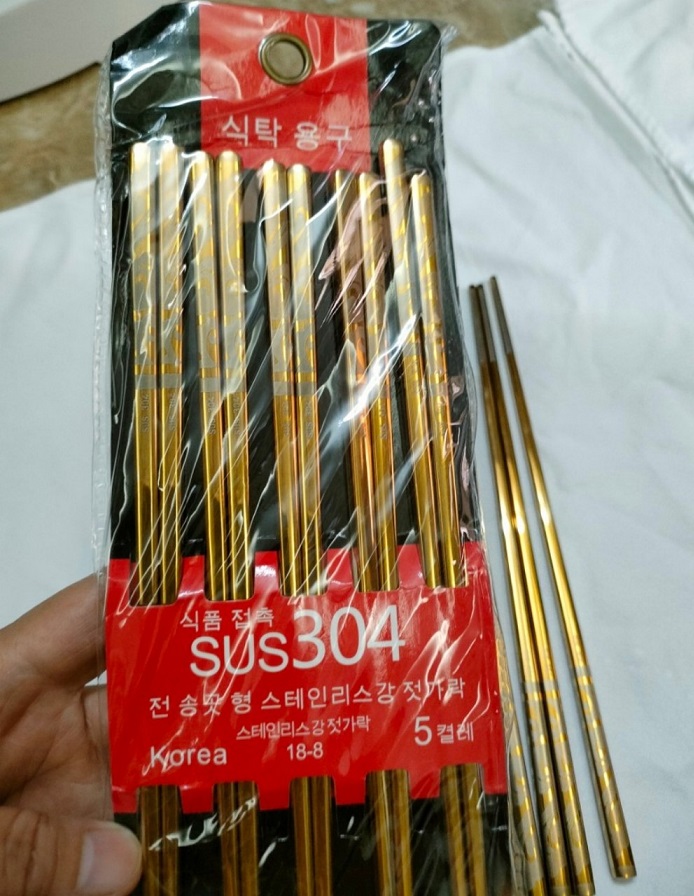 식탁 용구
식품 접촉
SUS304
전송곳형 스테인리스강 젓가락
스테인리스강 젓가락
18-8
5 켤레
Korea